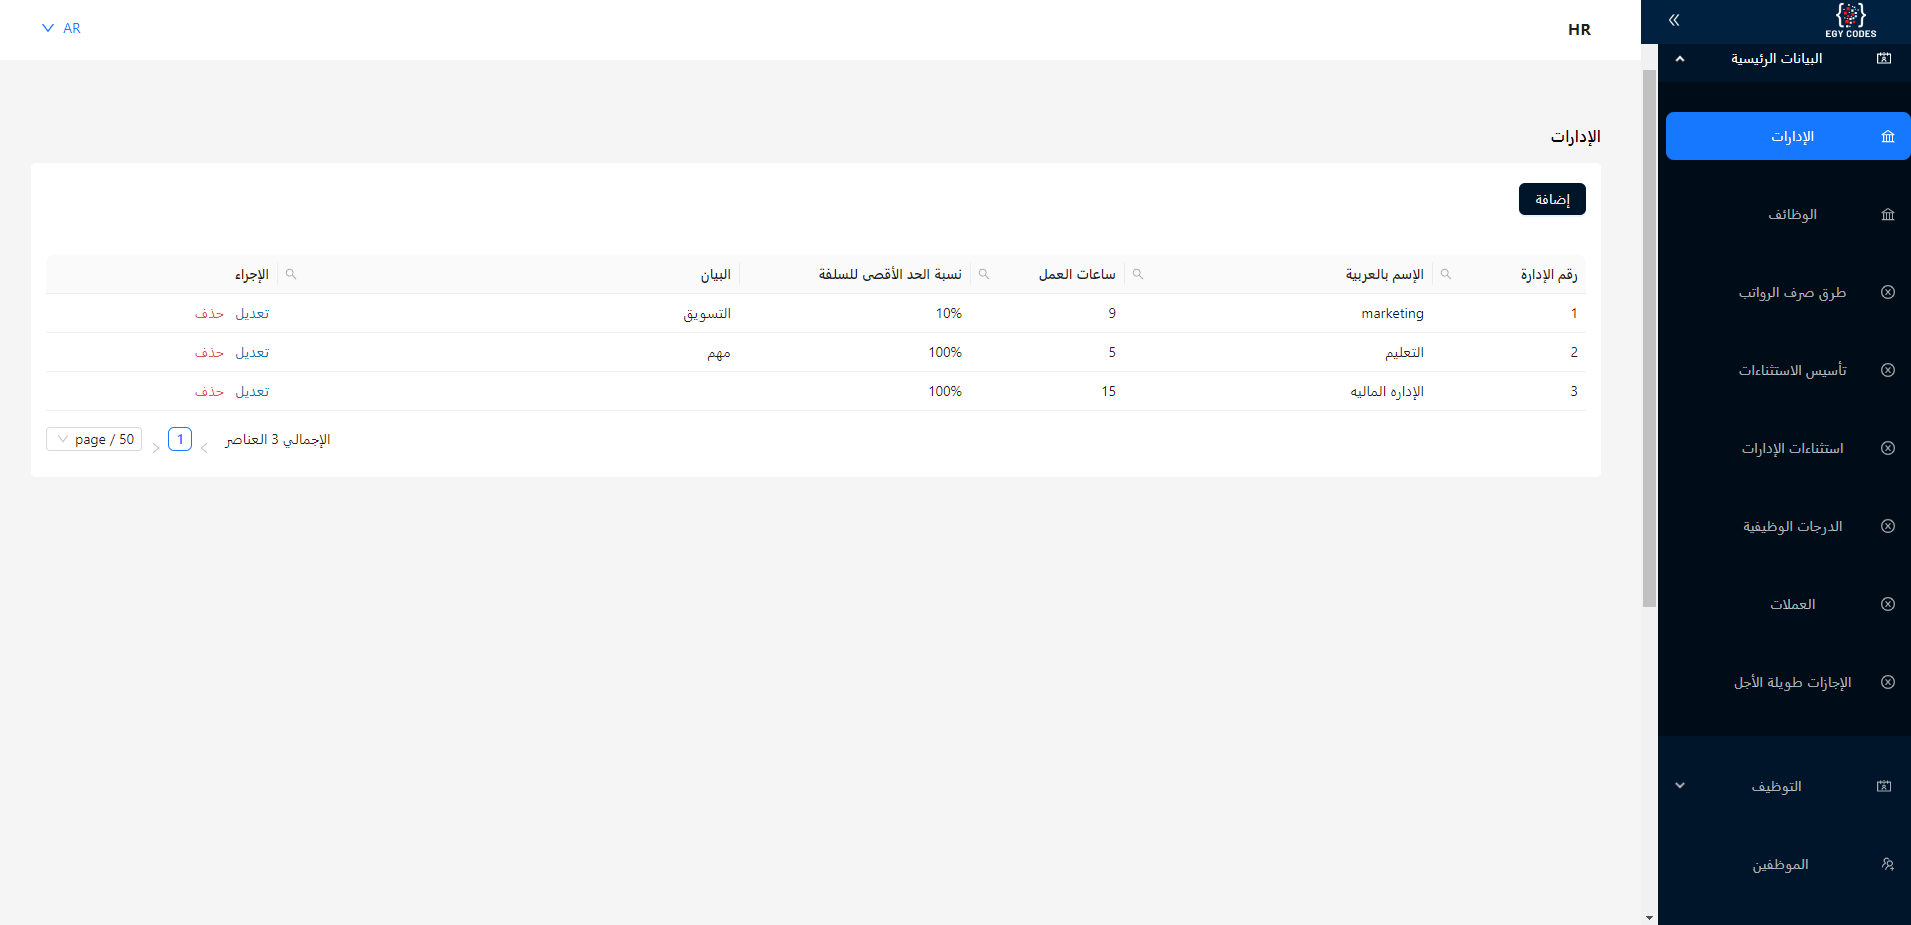 EGY CODES
البيانات الرئيسية
الإدارات
الوظائف
طرق صرف الرواتب
تأسيس الاستثناءات
استثناءات الإدارات
الدرجات الوظيفية
العملات
الإجازات طويلة الأجل
التوظيف
الموظفين
HR
AR
الإدارات
إضافة
رقم الإدارة الإسم بالعربية ساعات العمل نسبة الحد الأقصى للسلفة البيان الإجراء
1 marketing 9 10% التسويق تعديل حذف
2 التعليم 5 100% مهم تعديل حذف
3 الإداره الماليه 15 100% تعديل حذف
الإجمالي 3 العناصر 1 50 / page